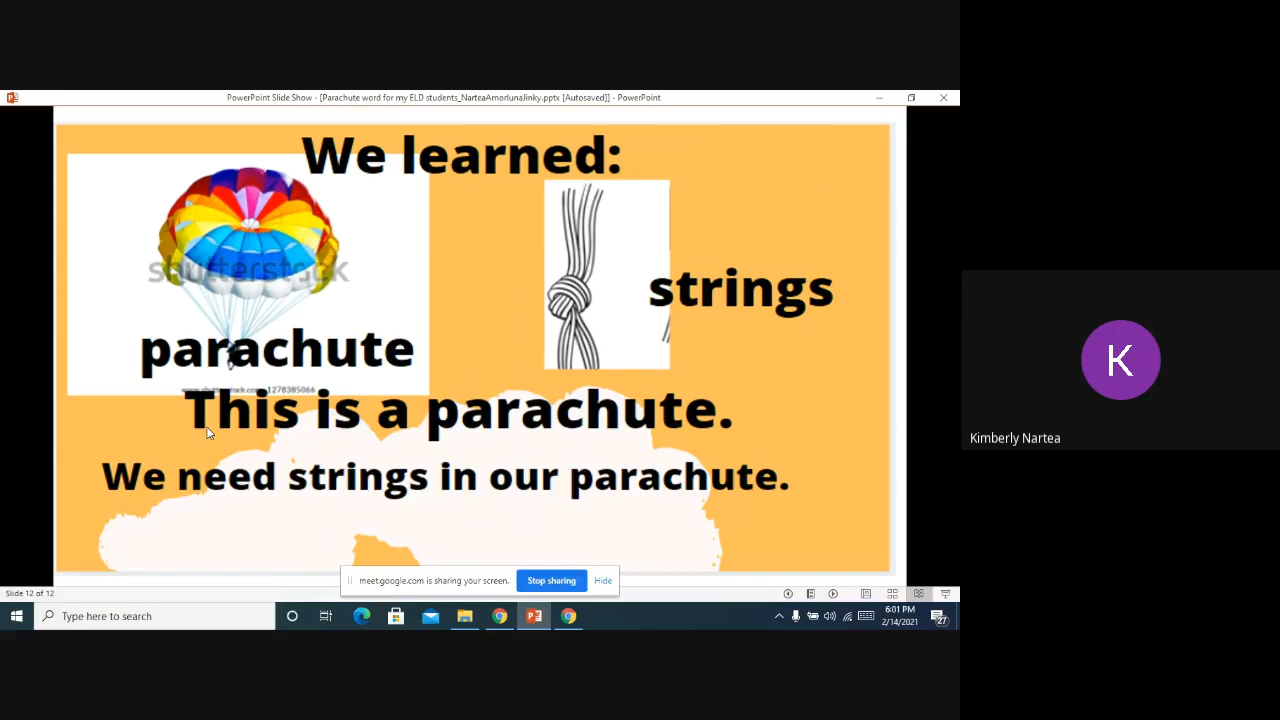 PowerPoint Slide Show - [Parachute word for my ELD students_NarteaAmorlunaJinky.pptx [Autosaved]] - PowerPoint
We learned:
shutterstock
strings
parachute
1278385066
This is a parachute.
We need strings in our parachute.
Kimberly Nartea
K
meet.google.com is sharing your screen.
Stop sharing
Hide
Slide 12 of 12
Type here to search
6:01 PM
2/14/2021
27